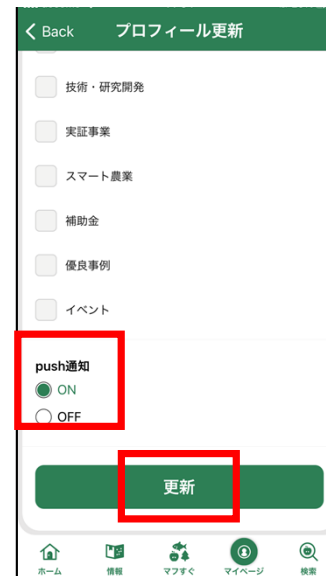 Back プロフィール更新
技術・研究開発
実証事業
スマート農業
補助金
優良事例
イベント
push通知
ON
OFF
更新
ホーム 情報 マフすぐ マイページ 検索